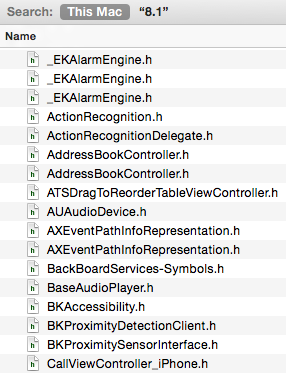 Search: This Mac "8.1"
Name
_EKAlarmEngine.h
_EKAlarmEngine.h
_EKAlarmEngine.h
ActionRecognition.h
ActionRecognitionDelegate.h
AddressBookController.h
AddressBookController.h
ATSDragToReorderTableViewController.h
AUAudioDevice.h
AXEventPathInfoRepresentation.h
AXEventPathInfoRepresentation.h
BackBoardServices-Symbols.h
BaseAudioPlayer.h
BKAccessibility.h
BKProximityDetectionClient.h
BKProximitySensorInterface.h
CallViewController_iPhone.h